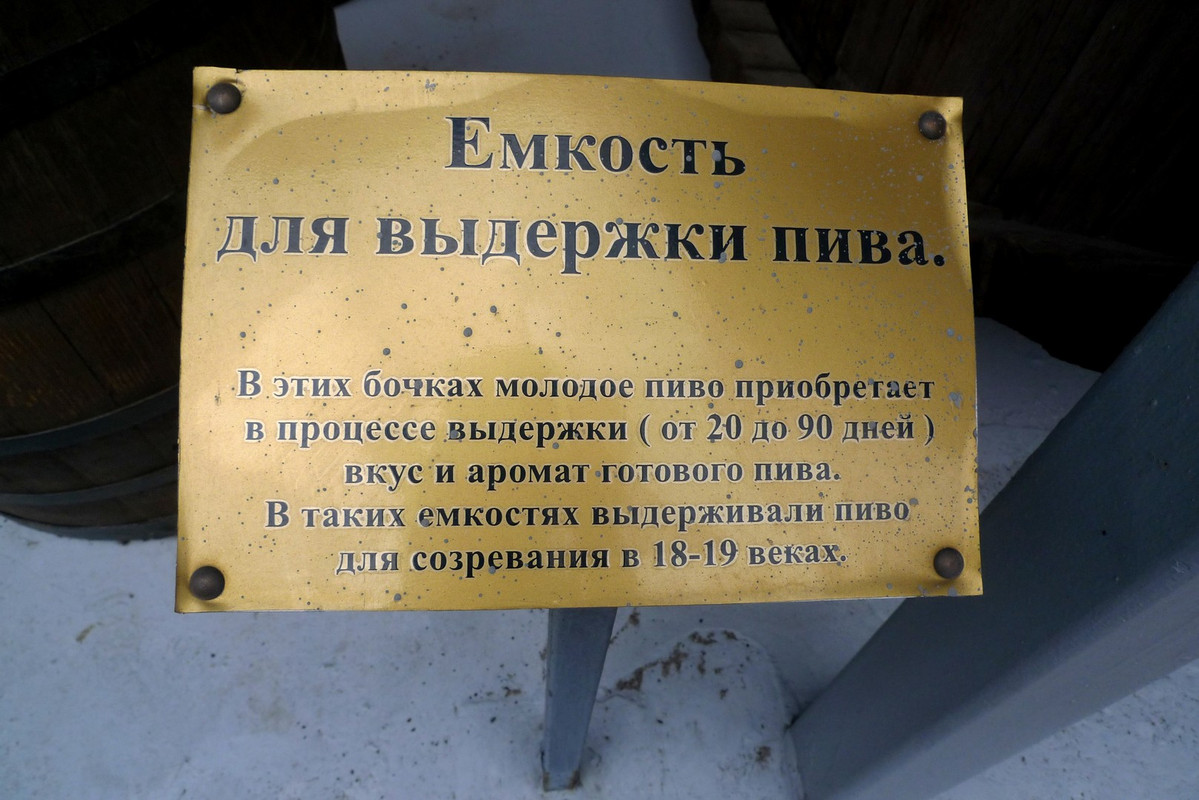 Емкость
для выдержки пива.
В этих бочках молодое пиво приобретает
в процессе выдержки ( от 20 до 90 дней )
вкус и аромат готового пива.
В таких емкостях выдерживали пиво
для созревания в 18-19 веках.